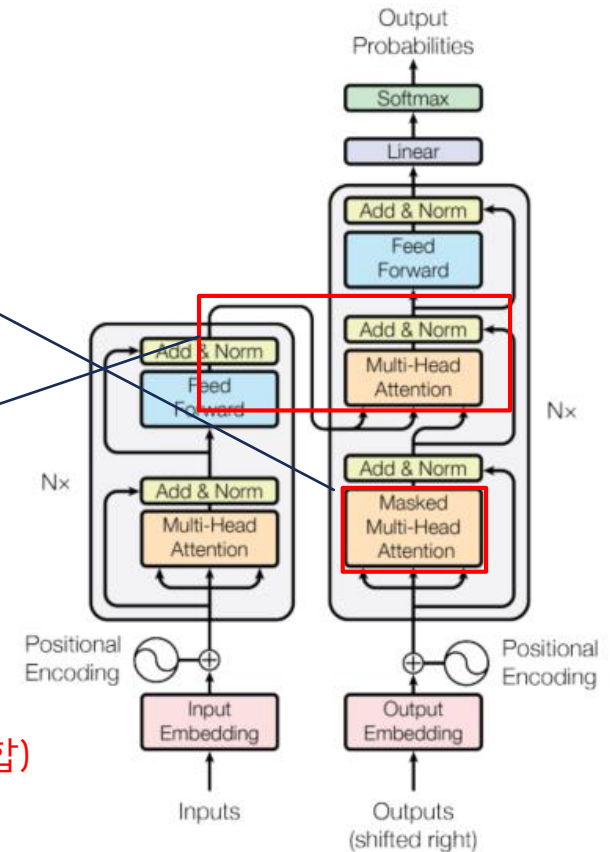 Output
Probabilities
Softmax
Linear
Add & Norm
Feed
Forward
Add & Norm
Multi-Head
Attention
Add & Norm
Masked
Multi-Head
Attention
Nx
Add & Norm
Feed
Forward
Add & Norm
Multi-Head
Attention
Nx
Positional
Encoding
Positional
Encoding
Input
Embedding
Output
Embedding
합)
Inputs
Outputs
(shifted right)